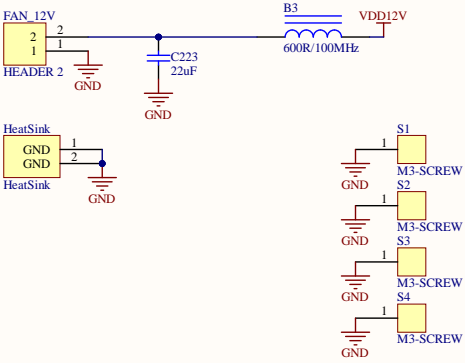 B3
FAN_12V
VDD12V
2
2
1
1
C223
600R/100MHz
22uF
HEADER 2
GND
GND
HeatSink
GND
1
GND
2
HeatSink
GND
S1
1
M3-SCREW
GND
S2
1
M3-SCREW
GND
S3
1
M3-SCREW
GND
S4
1
M3-SCREW
GND